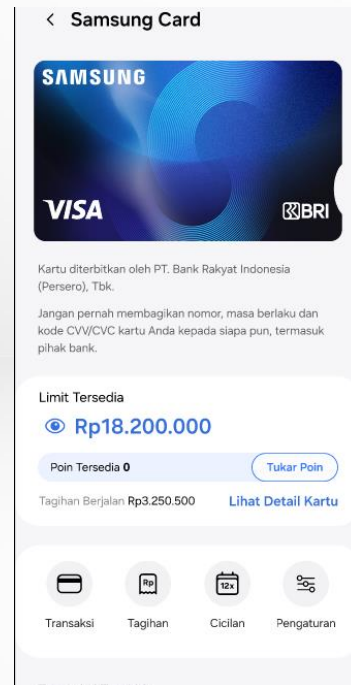 < Samsung Card
SAMSUNG
VISA
BRI
Kartu diterbitkan oleh PT. Bank Rakyat Indonesia
(Persero), Tbk.
Jangan pernah membagikan nomor, masa berlaku dan
kode CVV/CVC kartu Anda kepada siapa pun, termasuk
pihak bank.
Limit Tersedia
Rp18.200.000
Poin Tersedia 0
Tukar Poin
Tagihan Berjalan Rp3.250.500
Lihat Detail Kartu
Rp
12x
Transaksi
Tagihan
Cicilan
Pengaturan